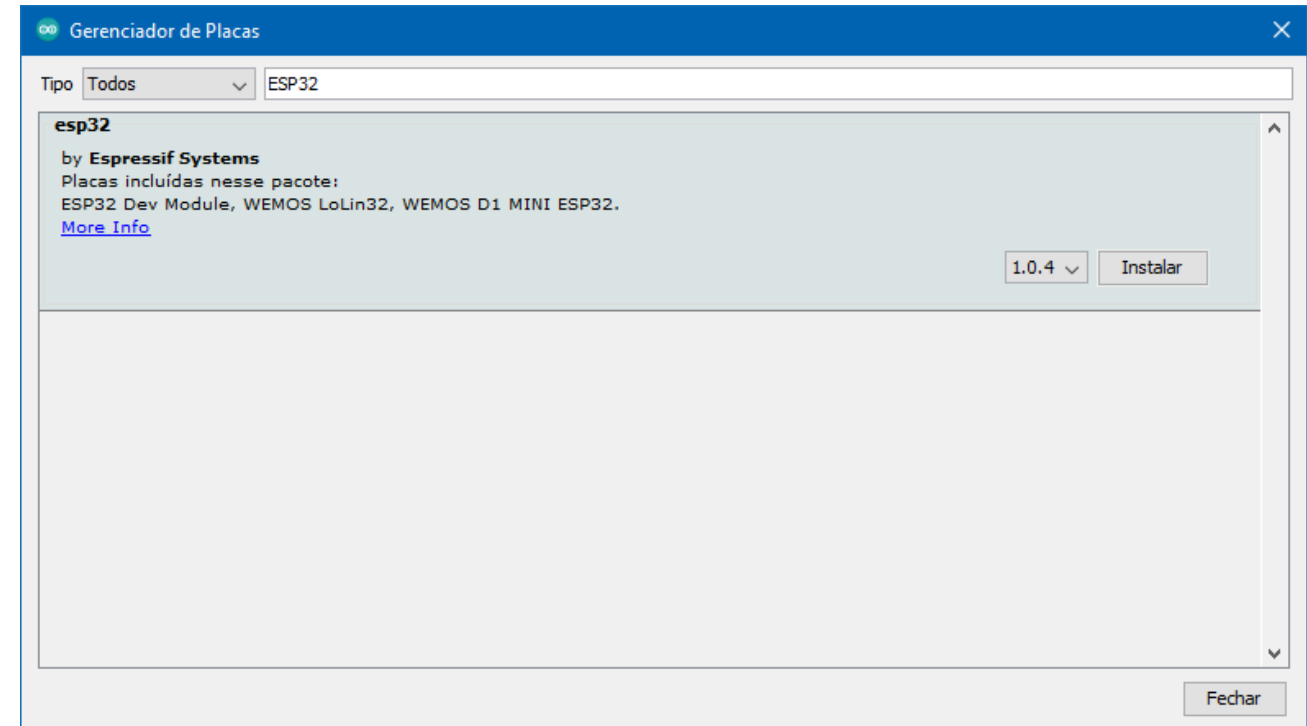 Gerenciador de Placas
Tipo Todos ESP32
esp32
by Espressif Systems
Placas incluídas nesse pacote:
ESP32 Dev Module, WEMOS LoLin32, WEMOS D1 MINI ESP32.
More Info
1.0.4 Instalar
Fechar